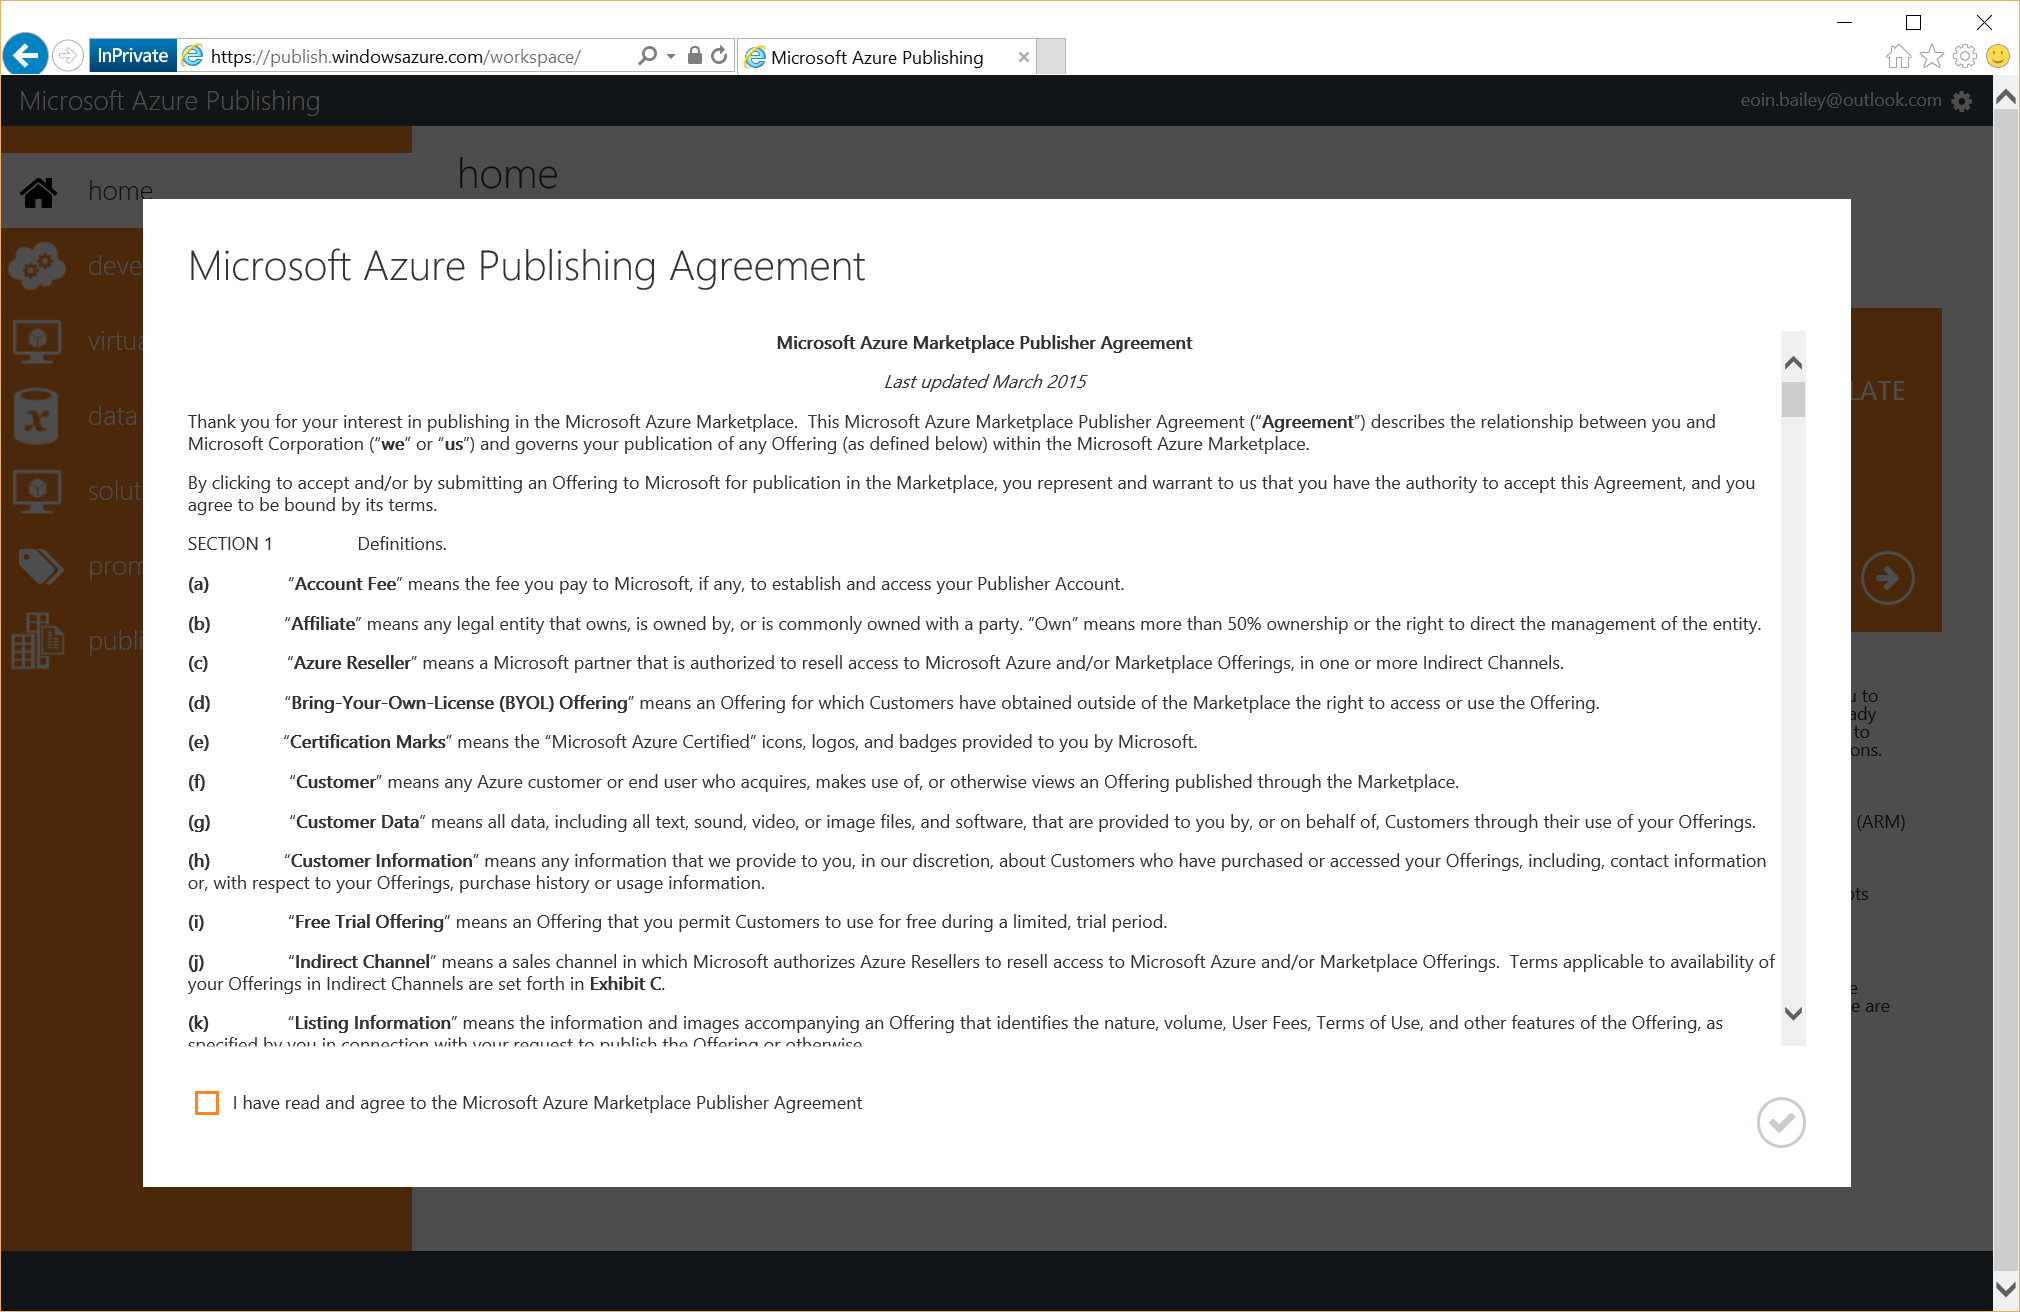 InPrivate
https://publish.windowsazure.com/workspace/
Microsoft Azure Publishing
Microsoft Azure Publishing
eoin.bailey@outlook.com
home
home
deve
virtua
data
solut
prom
publi
LATE
u to
ady
to
ons.
(ARM)
pts
e
e are
Microsoft Azure Publishing Agreement
Microsoft Azure Marketplace Publisher Agreement
Last updated March 2015
Thank you for your interest in publishing in the Microsoft Azure Marketplace. This Microsoft Azure Marketplace Publisher Agreement (“Agreement”) describes the relationship between you and
Microsoft Corporation (“we” or “us”) and governs your publication of any Offering (as defined below) within the Microsoft Azure Marketplace.
By clicking to accept and/or by submitting an Offering to Microsoft for publication in the Marketplace, you represent and warrant to us that you have the authority to accept this Agreement, and you
agree to be bound by its terms.
SECTION 1 Definitions.
(a) “Account Fee” means the fee you pay to Microsoft, if any, to establish and access your Publisher Account.
(b) “Affiliate” means any legal entity that owns, is owned by, or is commonly owned with a party. “Own” means more than 50% ownership or the right to direct the management of the entity.
(c) “Azure Reseller” means a Microsoft partner that is authorized to resell access to Microsoft Azure and/or Marketplace Offerings, in one or more Indirect Channels.
(d) “Bring-Your-Own-License (BYOL) Offering” means an Offering for which Customers have obtained outside of the Marketplace the right to access or use the Offering.
(e) “Certification Marks” means the “Microsoft Azure Certified” icons, logos, and badges provided to you by Microsoft.
(f) “Customer” means any Azure customer or end user who acquires, makes use of, or otherwise views an Offering published through the Marketplace.
(g) “Customer Data” means all data, including all text, sound, video, or image files, and software, that are provided to you by, or on behalf of, Customers through their use of your Offerings.
(h) “Customer Information” means any information that we provide to you, in our discretion, about Customers who have purchased or accessed your Offerings, including, contact information
or, with respect to your Offerings, purchase history or usage information.
(i) “Free Trial Offering” means an Offering that you permit Customers to use for free during a limited, trial period.
(j) “Indirect Channel” means a sales channel in which Microsoft authorizes Azure Resellers to resell access to Microsoft Azure and/or Marketplace Offerings. Terms applicable to availability of
your Offerings in Indirect Channels are set forth in Exhibit C.
(k) “Listing Information” means the information and images accompanying an Offering that identifies the nature, volume, User Fees, Terms of Use, and other features of the Offering, as
specified by you in connection with your request to publish the Offering or otherwise.
I have read and agree to the Microsoft Azure Marketplace Publisher Agreement